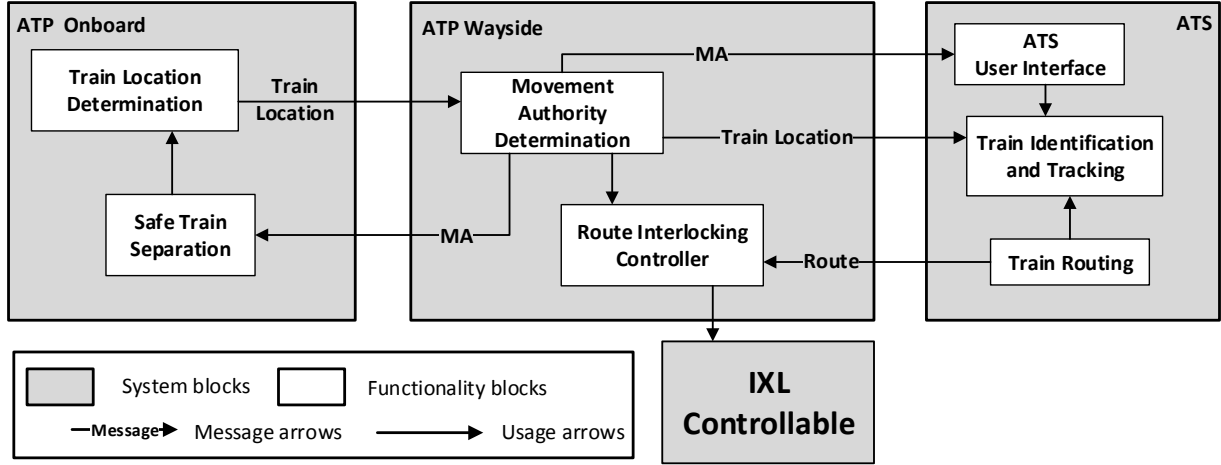 ATP Onboard
Train Location
Determination
Train
Location
Safe Train
Separation
MA
ATP Wayside
Movement
Authority
Determination
MA
Train Location
Route Interlocking
Controller
Route
ATS
ATS
User Interface
Train Identification
and Tracking
Train Routing
IXL
Controllable
System blocks
Functionality blocks
Message
Message arrows
Usage arrows